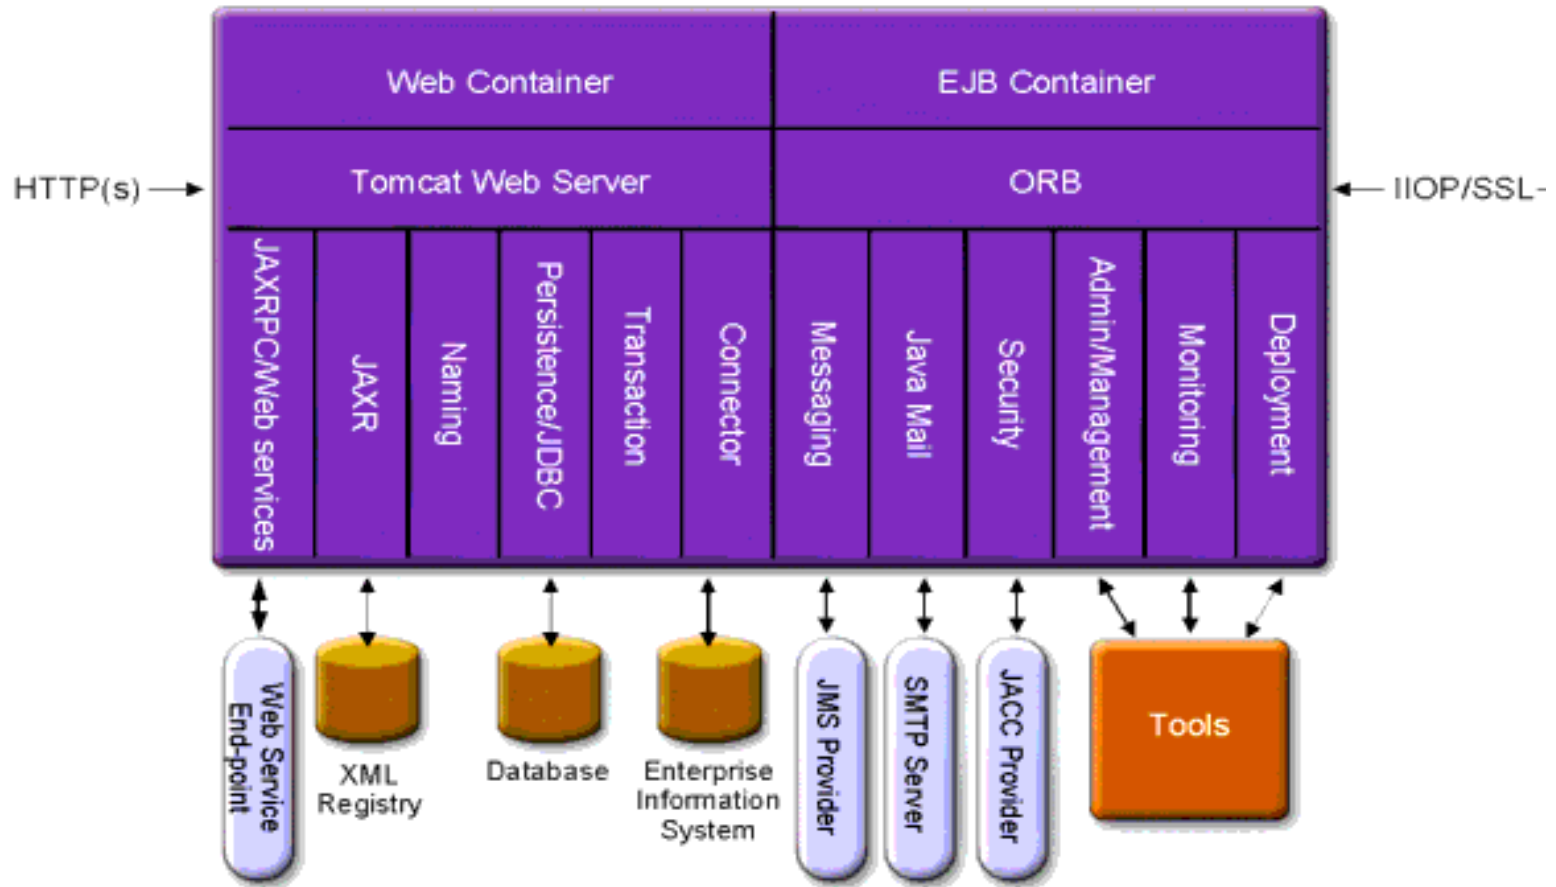 Web Container
EJB Container
HTTP(s)
Tomcat Web Server
ORB
IIOP/SSL
JAXRPC/Web services
JAXR
Naming
Persistence/JDBC
Transaction
Connector
Messaging
Java Mail
Security
Admin/Management
Monitoring
Deployment
Web Service
End-point
XML
Registry
Database
Enterprise
Information
System
JMS Provider
SMTP Server
JACC Provider
Tools